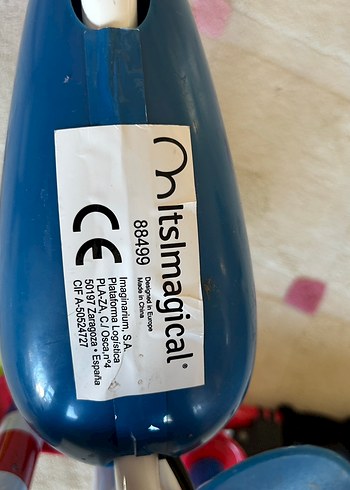 ItsImagical®
88499
Designed in Europe
Made in China
CE
Imaginarium, S.A.
Plataforma Logística
PLA-ZA, C./ Osca, nº4
50197 Zaragoza • España
CIF A-50524727